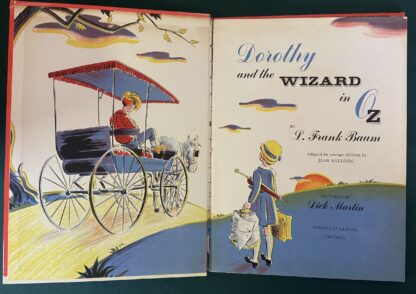 Dorothy
and the WIZARD
in OZ
BY
L. Frank Baum
Adapted for younger children by
JEAN KELLOGG
PICTURES BY
Dick Martin
THE REILLY & LEE CO.
CHICAGO